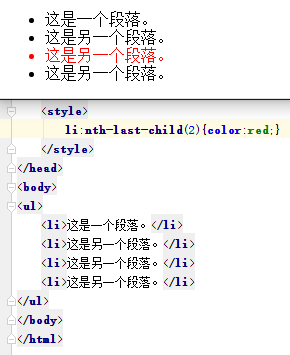 这是一个段落。
这是另一个段落。
这是另一个段落。
这是另一个段落。
<style>
li:nth-last-child(2){color:red;}
</style>
</head>
<body>
<ul>
<li>这是一个段落。</li>
<li>这是另一个段落。</li>
<li>这是另一个段落。</li>
<li>这是另一个段落。</li>
</ul>
</body>
</html>